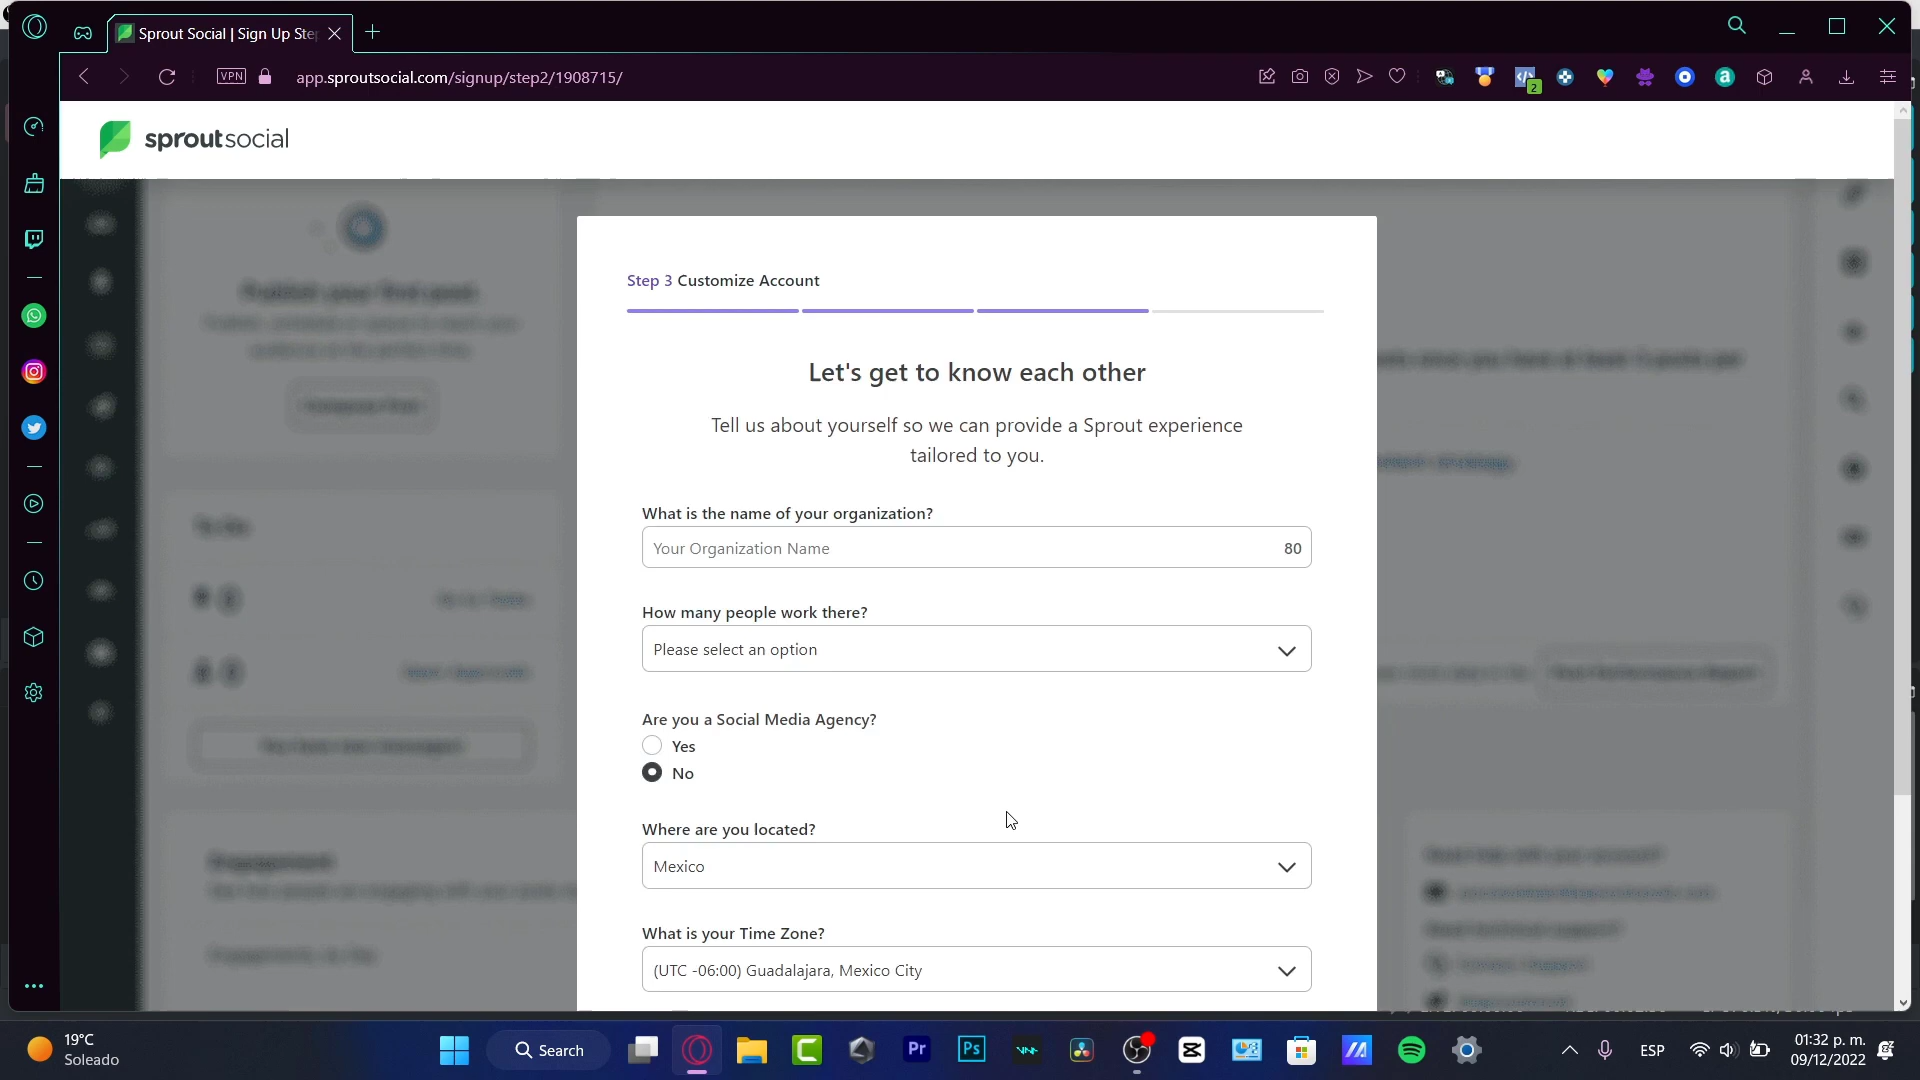 Sprout Social | Sign Up Ste
VPN
app.sproutsocial.com/signup/step2/1908715/
2
sproutsocial
Step 3 Customize Account
Let's get to know each other
Tell us about yourself so we can provide a Sprout experience
tailored to you.
What is the name of your organization?
Your Organization Name 80
How many people work there?
Please select an option
Are you a Social Media Agency?
Yes
No
Where are you located?
Mexico
What is your Time Zone?
(UTC -06:00) Guadalajara, Mexico City
19°C
Soleado
Search
Pr
Ps
ESP
01:32 p. m.
09/12/2022